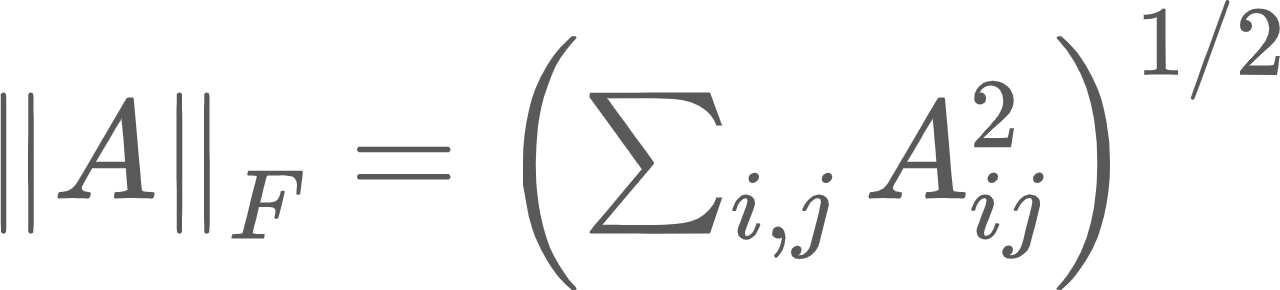 ‖A‖_F = (∑_{i,j} A_{ij}^2)^{1/2}